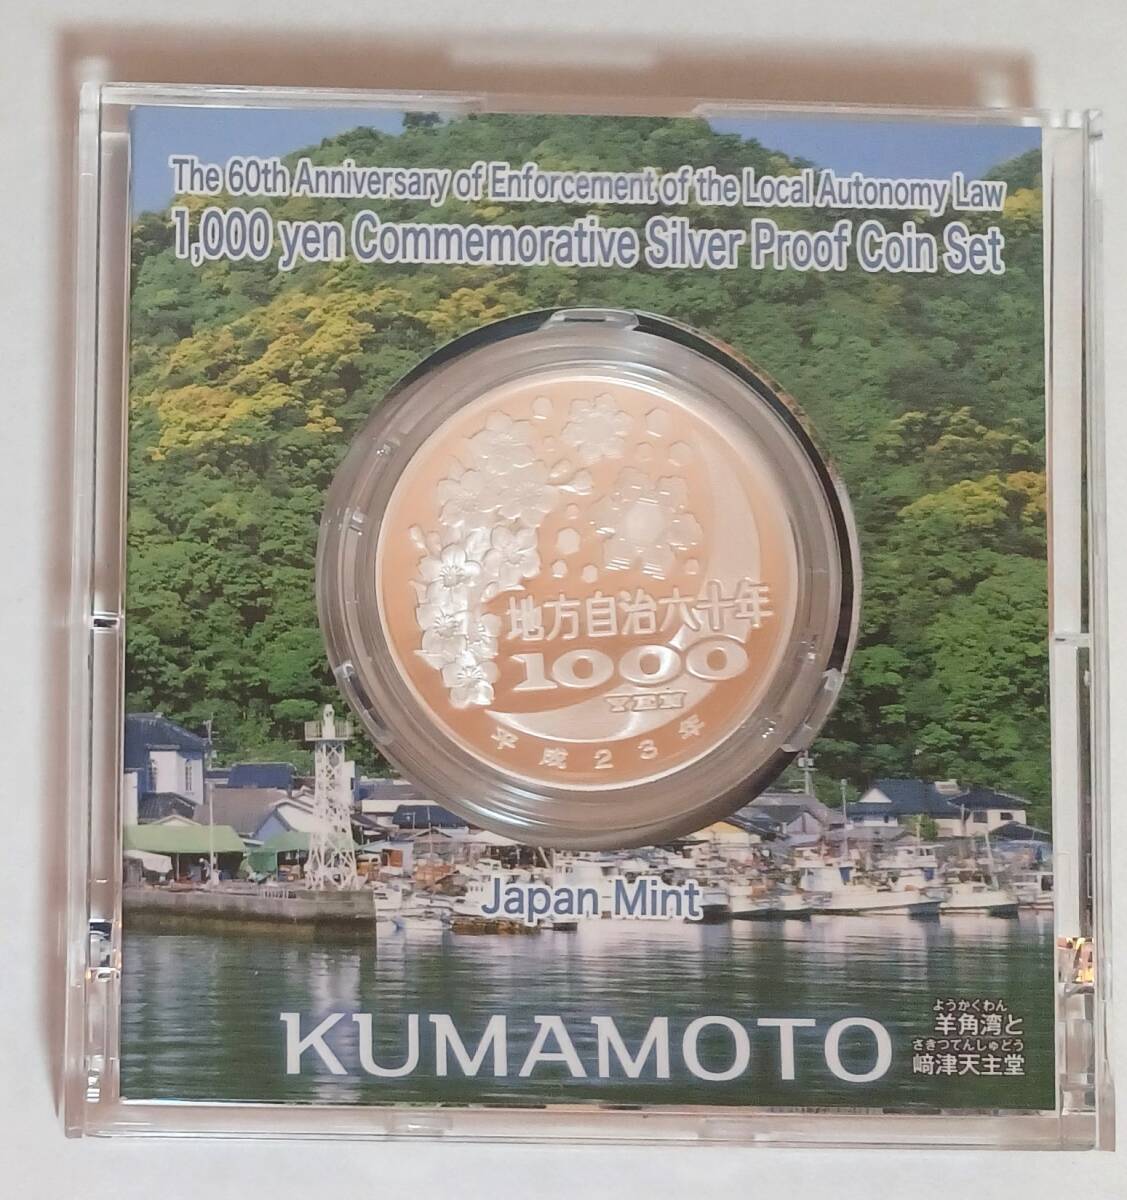 The 60th Anniversary of Enforcement of the Local Autonomy Law
1,000 yen Commemorative Silver Proof Coin Set
地方自治六十年
1000
YEN
平成23年
Japan Mint
KUMAMOTO
ようかくわん
羊角湾と
さきつてんしゅどう
﨑津天主堂